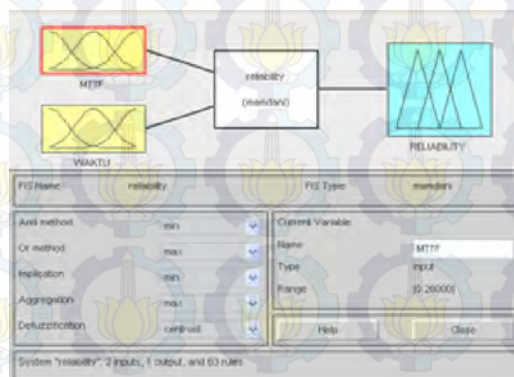 MTTF
reliability
(mamdani)
WAKTU
RELIABILITY
FIS Name: reliability FIS Type: mamdani
And method min
Or method max
Implication min
Aggregation max
Defuzzification centroid
Current Variable
Name MTTF
Type input
Range [0 26000]
Help Close
System "reliability": 2 inputs, 1 output, and 63 rules